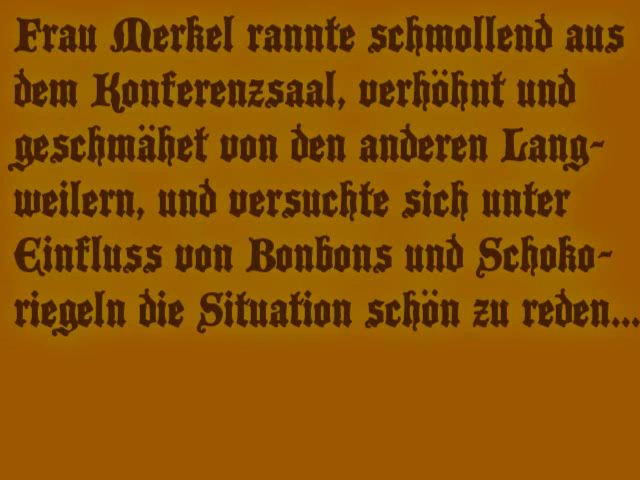 Frau Merkel rannte schmollend aus
dem Konferenzsaal, verhöhnt und
geschmähet von den anderen Lang-
weilern, und versuchte sich unter
Einfluss von Bonbons und Schoko-
riegeln die Situation schön zu reden...